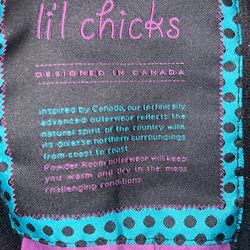 li'l chicks
DESIGNED IN CANADA
Inspired by Canada, our technically
advanced outerwear reflects the
natural spirit of the country with
its diverse northern surroundings
from coast to coast.
Powder Room Outerwear will keep
you warm and dry in the most
challenging conditions.